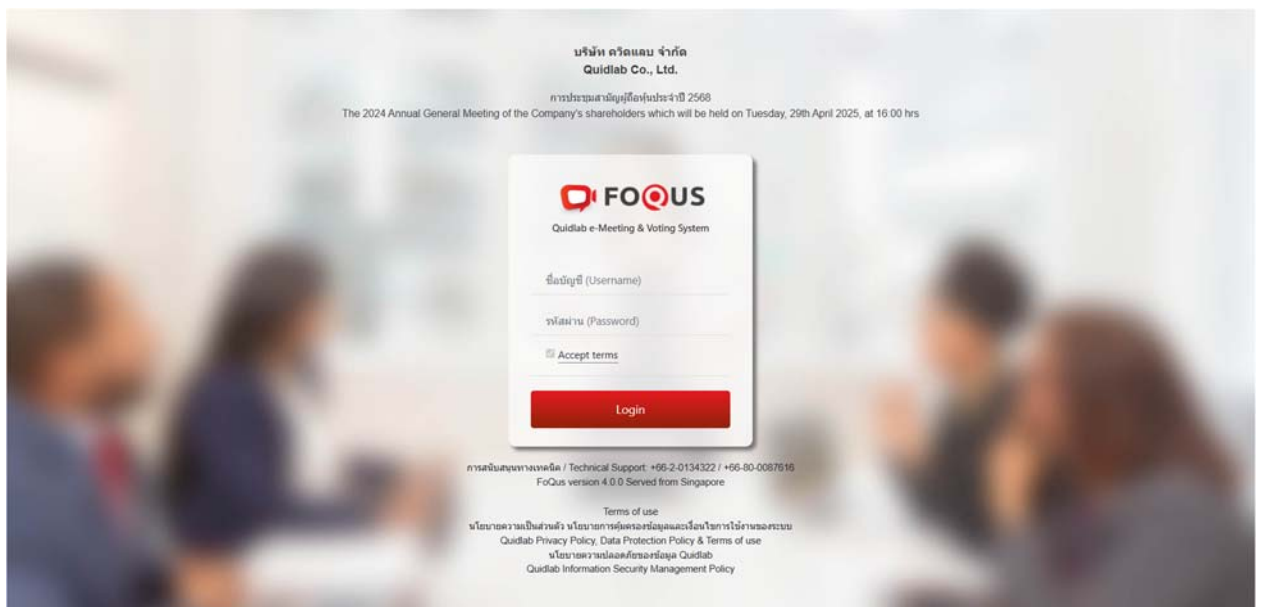 บริษัท ควิดแลบ จำกัด
Quidlab Co., Ltd.
การประชุมสามัญผู้ถือหุ้นประจำปี 2568
The 2024 Annual General Meeting of the Company's shareholders which will be held on Tuesday, 29th April 2025, at 16:00 hrs
FOQUS
Quidlab e-Meeting & Voting System
ชื่อบัญชี (Username)
รหัสผ่าน (Password)
Accept terms
Login
การสนับสนุนทางเทคนิค / Technical Support: +66-2-0134322 / +66-80-0087616
FoQus version 4.0.0 Served from Singapore
Terms of use
นโยบายความเป็นส่วนตัว นโยบายการคุ้มครองข้อมูลและเงื่อนไขการใช้งานของระบบ
Quidlab Privacy Policy, Data Protection Policy & Terms of use
นโยบายความปลอดภัยของข้อมูล Quidlab
Quidlab Information Security Management Policy